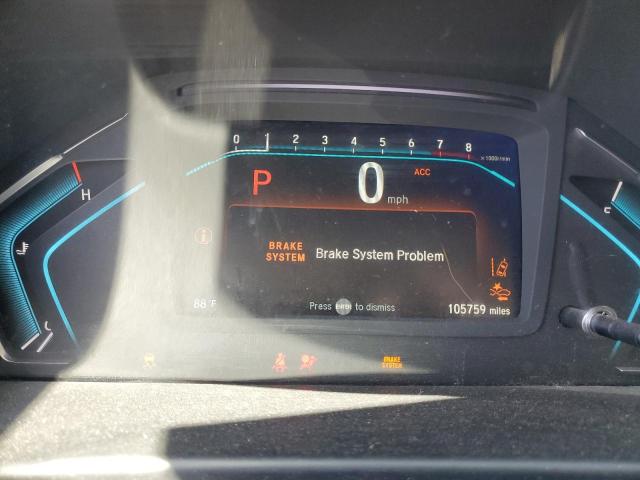 0 1 2 3 4 5 6 7 8
x1000r/min
P 0 mph ACC
H
BRAKE
SYSTEM
Brake System Problem
88°F
Press to dismiss
105759 miles
BRAKE
SYSTEM